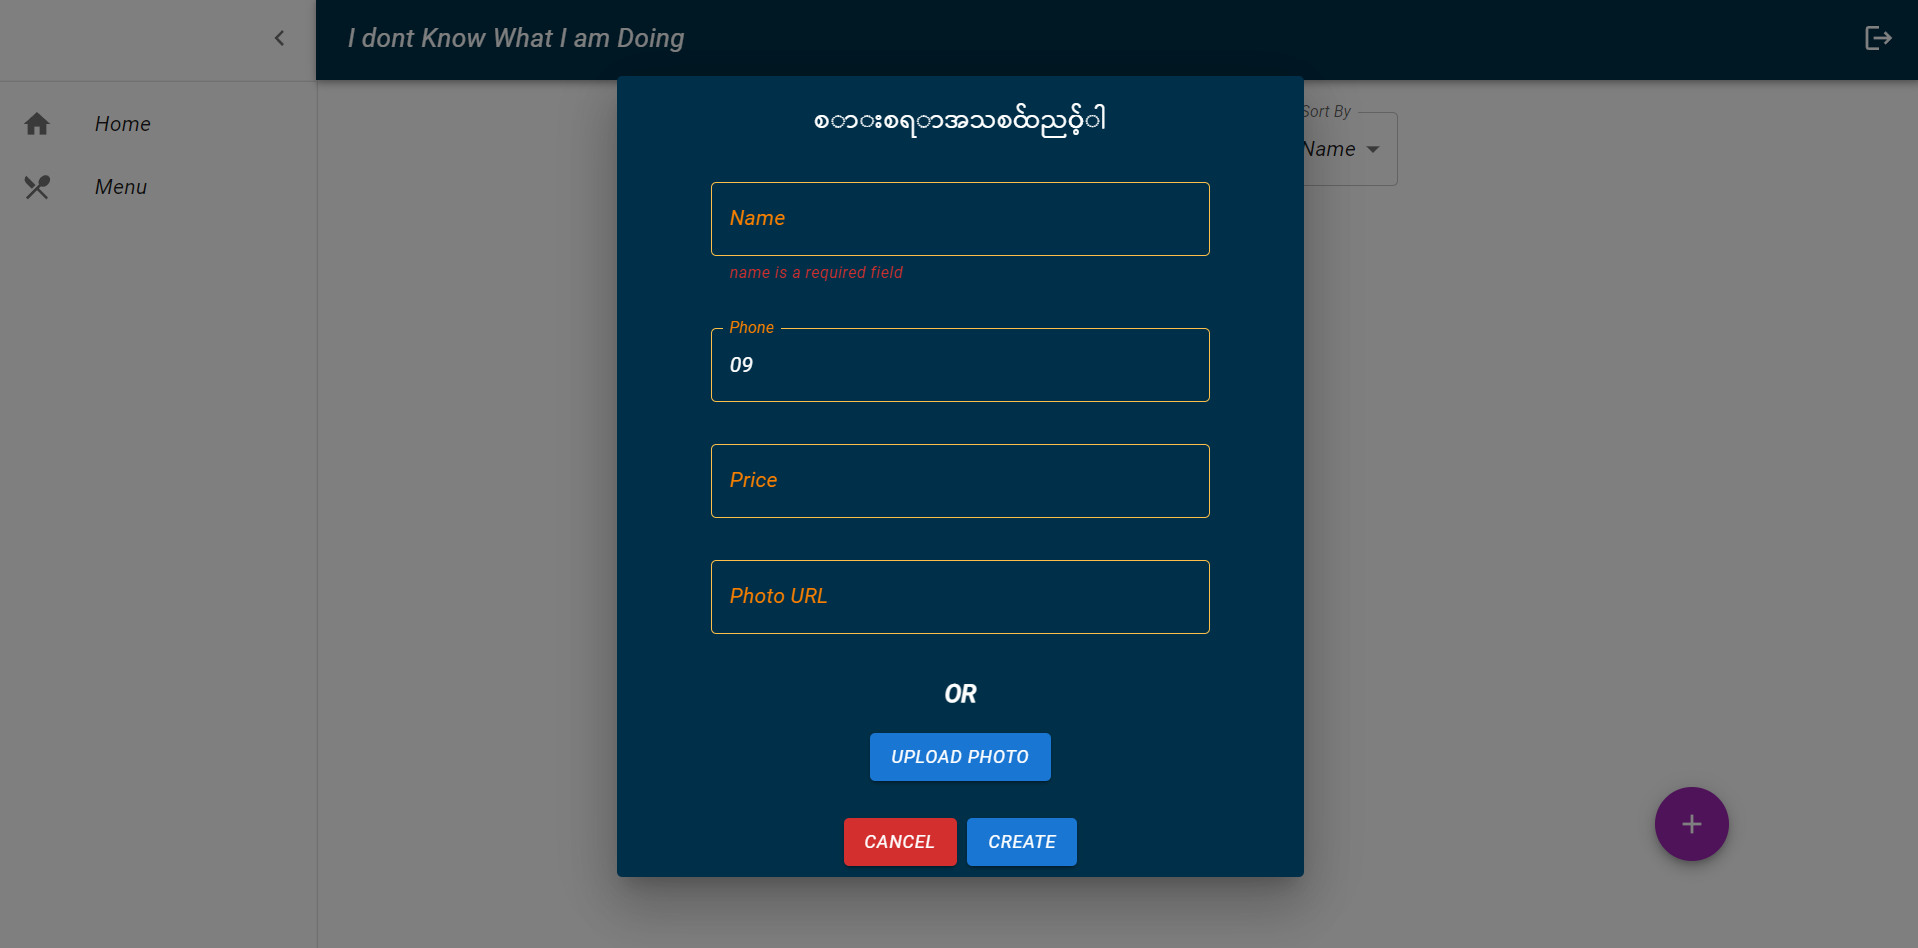 I dont Know What I am Doing
Home
Menu
Sort By
Name
စာားစရာအသစ်ထည့်ဝ့်ါ
Name
name is a required field
Phone
09
Price
Photo URL
OR
UPLOAD PHOTO
CANCEL
CREATE